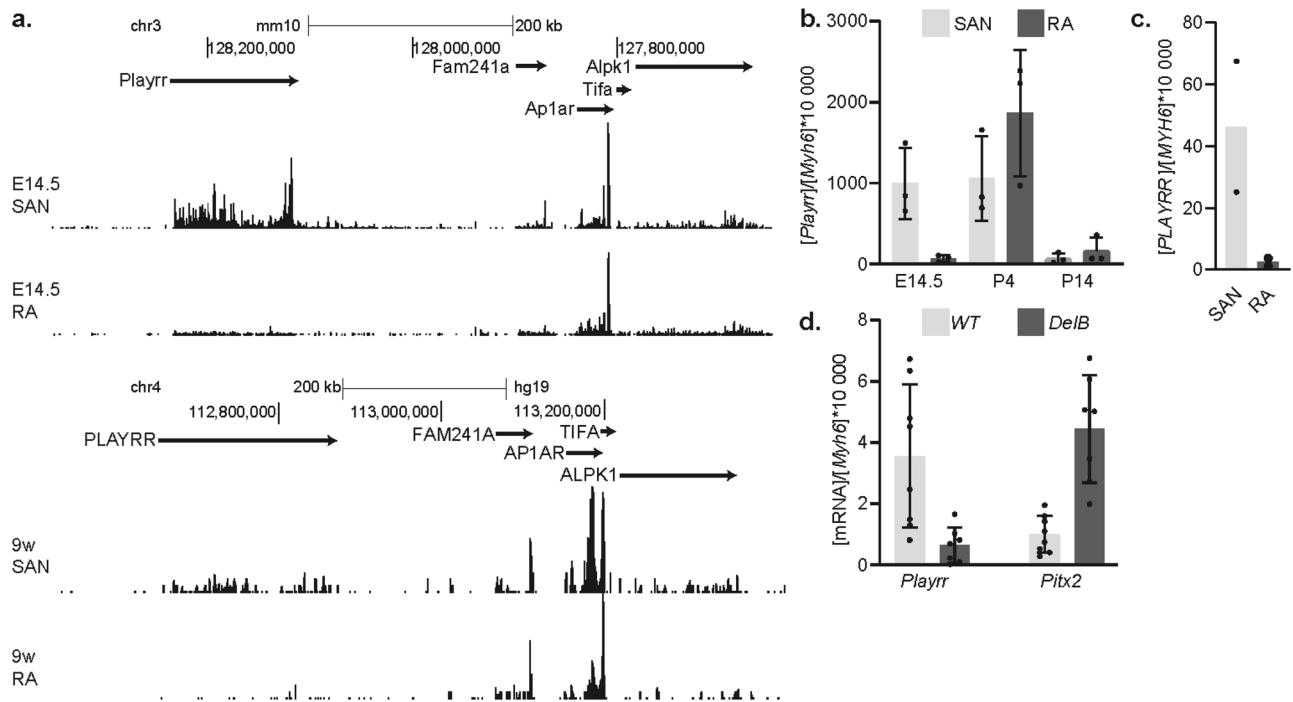 a.
chr3 mm10 200 kb
128,200,000 128,000,000 127,800,000
Fam241a Alpk1
Playrr Tifa
Ap1ar
E14.5
SAN
E14.5
RA
chr4 200 kb hg19
112,800,000 113,000,000 113,200,000
PLAYRR FAM241A TIFA
AP1AR
ALPK1
9w
SAN
9w
RA
b.
SAN RA
[Playrr]/[Myh6]*10 000
3000
2000
1000
0
E14.5 P4 P14
c.
[PLAYRR]/[MYH6]*10 000
80
60
40
20
0
SAN RA
d.
WT DelB
[mRNA]/[Myh6]*10 000
8
6
4
2
0
Playrr Pitx2